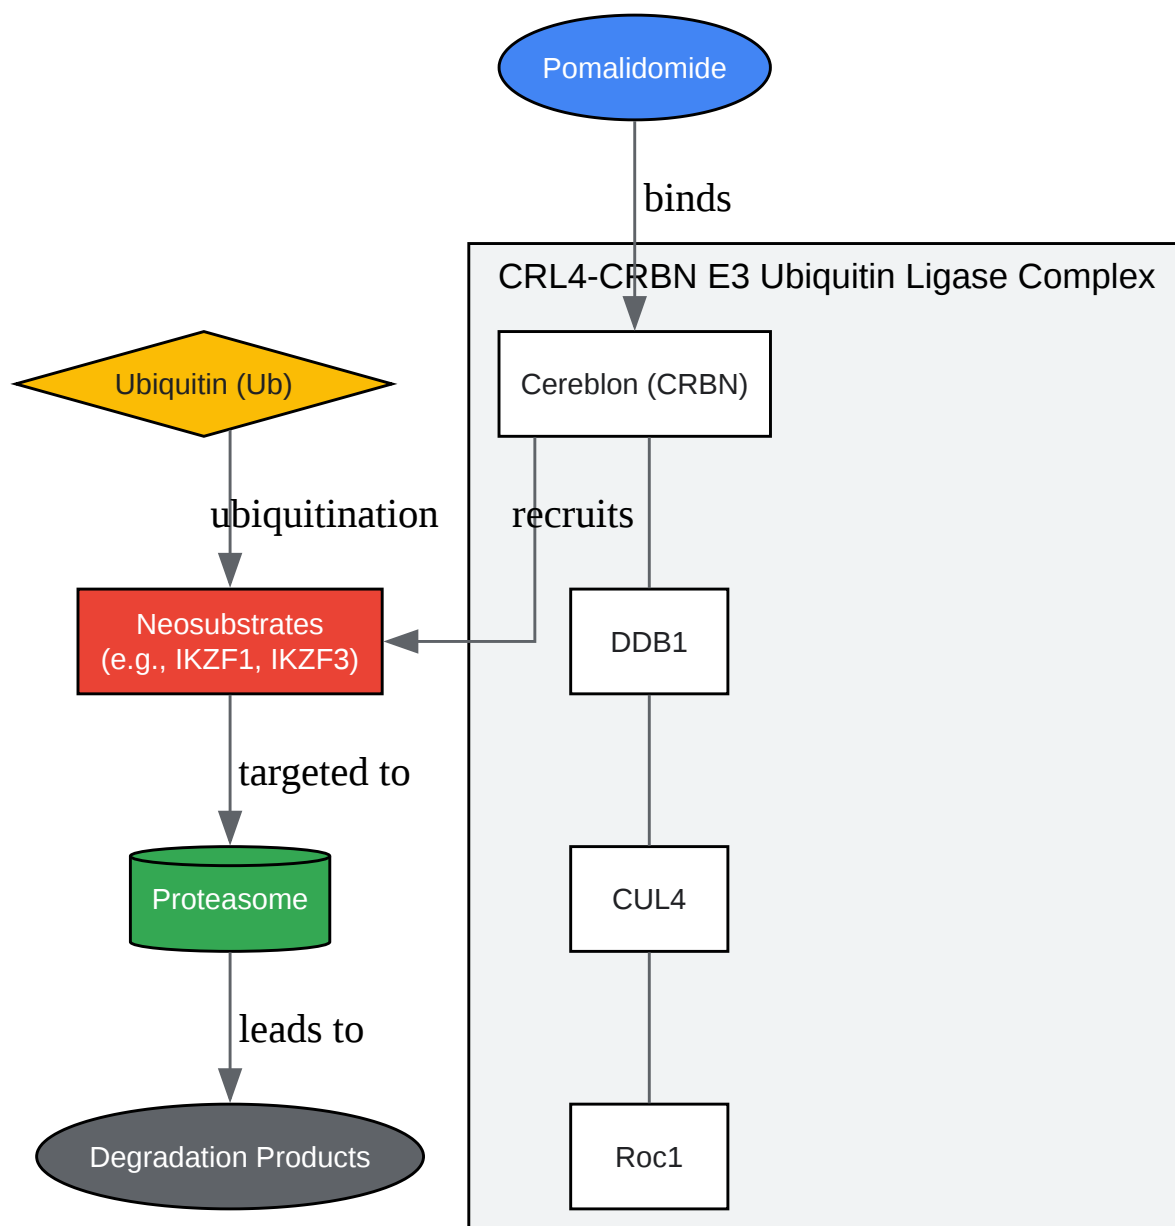 Pomalidomide
binds
CRL4-CRBN E3 Ubiquitin Ligase Complex
Ubiquitin (Ub)
Cereblon (CRBN)
ubiquitination
recruits
Neosubstrates
(e.g., IKZF1, IKZF3)
DDB1
targeted to
Proteasome
CUL4
leads to
Degradation Products
Roc1